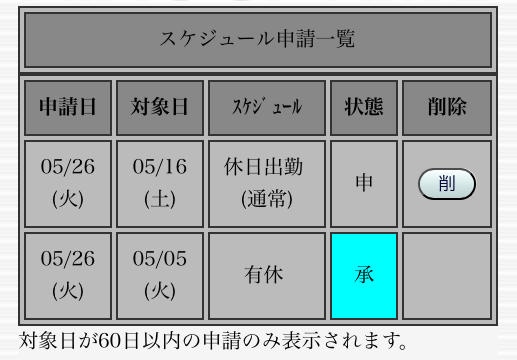 スケジュール申請一覧
申請日 対象日 ｽｹｼﾞｭｰﾙ 状態 削除
05/26 05/16 休日出勤
(火) (土) (通常) 申 削
05/26 05/05
(火) (火) 有休 承
対象日が60日以内の申請のみ表示されます。